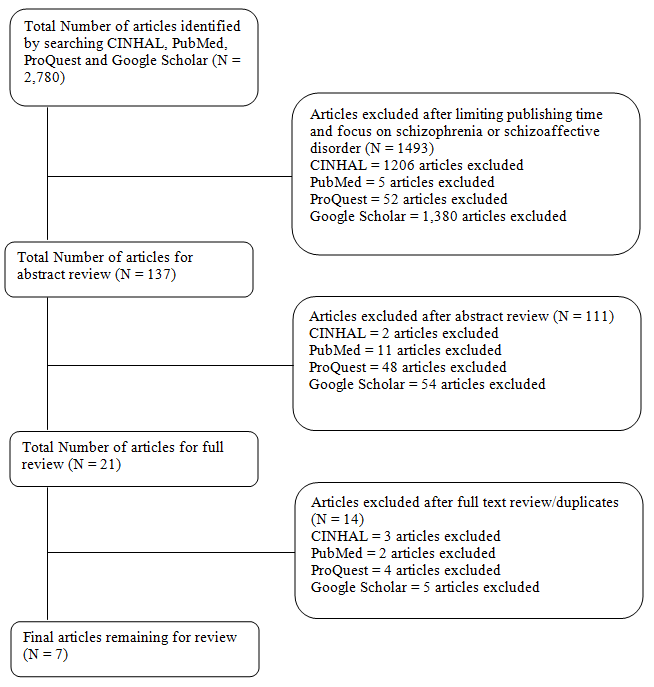 Total Number of articles identified
by searching CINHAL, PubMed,
ProQuest and Google Scholar (N =
2,780)
Articles excluded after limiting publishing time
and focus on schizophrenia or schizoaffective
disorder (N = 1493)
CINHAL = 1206 articles excluded
PubMed = 5 articles excluded
ProQuest = 52 articles excluded
Google Scholar = 1,380 articles excluded
Total Number of articles for
abstract review (N = 137)
Articles excluded after abstract review (N = 111)
CINHAL = 2 articles excluded
PubMed = 11 articles excluded
ProQuest = 48 articles excluded
Google Scholar = 54 articles excluded
Total Number of articles for full
review (N = 21)
Articles excluded after full text review/duplicates
(N = 14)
CINHAL = 3 articles excluded
PubMed = 2 articles excluded
ProQuest = 4 articles excluded
Google Scholar = 5 articles excluded
Final articles remaining for review
(N = 7)